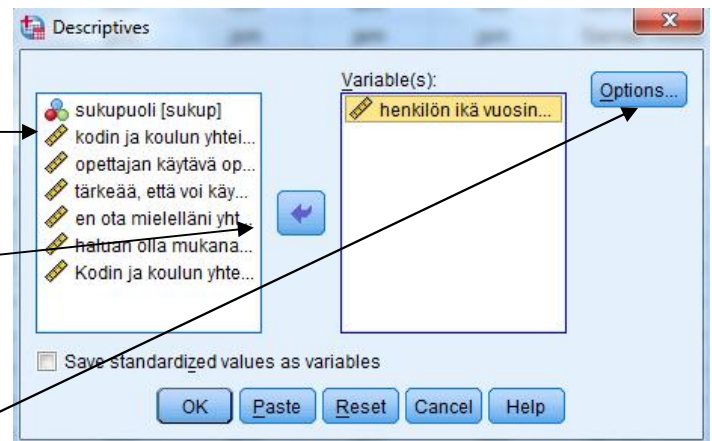 Descriptives
Variable(s):
sukupuoli [sukup]
kodin ja koulun yhtei...
opettajan käytävä op...
tärkeää, että voi käy...
en ota mielelläni yht...
haluan olla mukana...
Kodin ja koulun yhte...
henkilön ikä vuosin...
Options...
Save standardized values as variables
OK Paste Reset Cancel Help